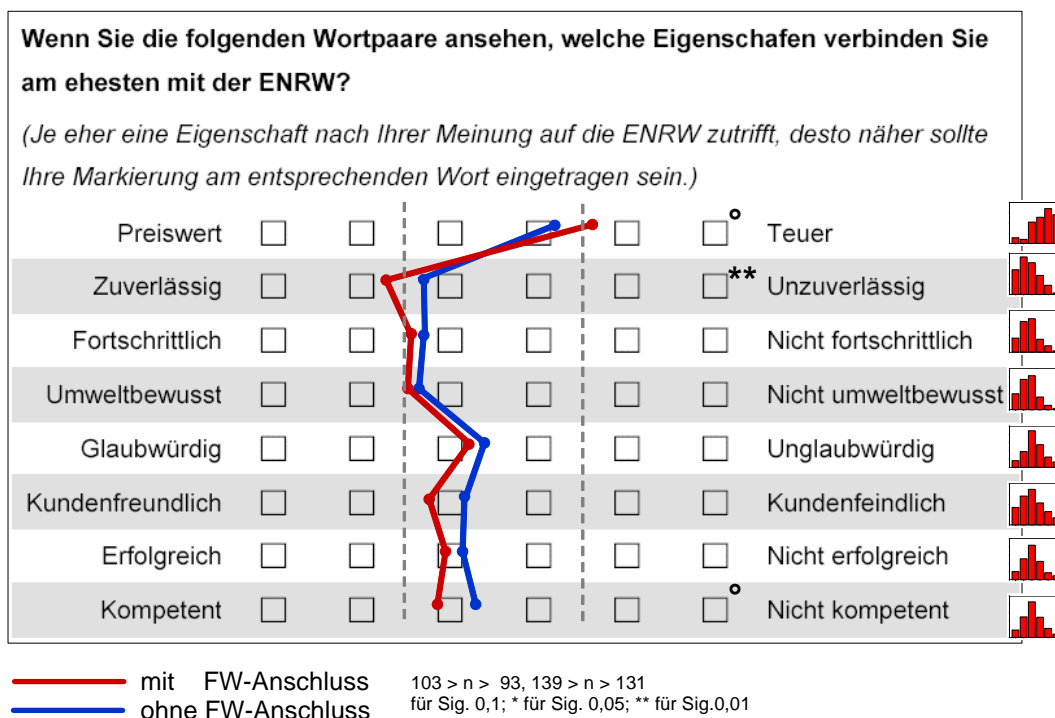 Wenn Sie die folgenden Wortpaare ansehen, welche Eigenschafen verbinden Sie
am ehesten mit der ENRW?
(Je eher eine Eigenschaft nach Ihrer Meinung auf die ENRW zutrifft, desto näher sollte
Ihre Markierung am entsprechenden Wort eingetragen sein.)
Preiswert ° Teuer
Zuverlässig ** Unzuverlässig
Fortschrittlich Nicht fortschrittlich
Umweltbewusst Nicht umweltbewusst
Glaubwürdig Unglaubwürdig
Kundenfreundlich Kundenfeindlich
Erfolgreich Nicht erfolgreich
Kompetent ° Nicht kompetent
mit FW-Anschluss
ohne FW-Anschluss
103 > n > 93, 139 > n > 131
für Sig. 0,1; * für Sig. 0,05; ** für Sig.0,01